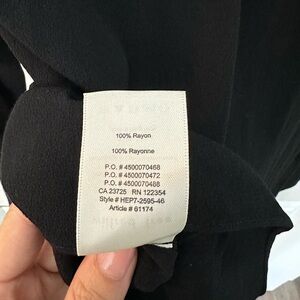 100% Rayon
100% Rayonne
P.O. # 4500070468
P.O. # 4500070472
P.O. # 4500070488
CA 23725 RN 122354
Style # HEP7-2595-46
Article # 61174